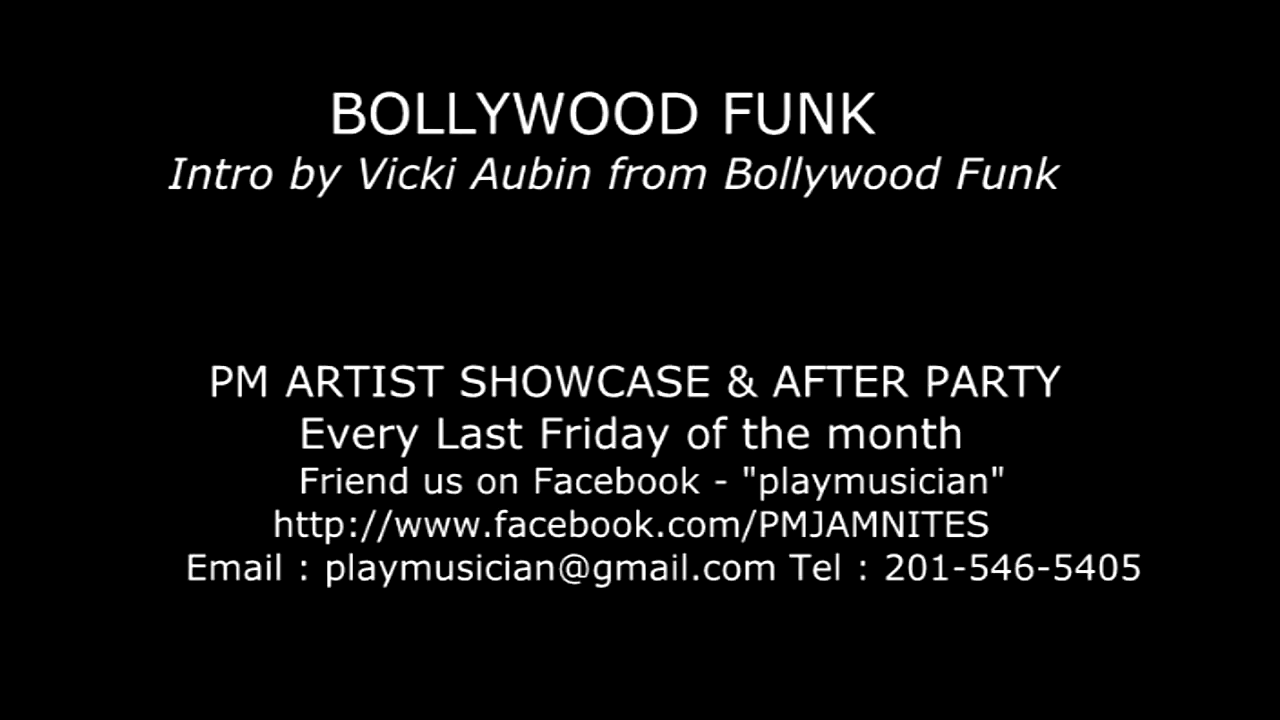 BOLLYWOOD FUNK
Intro by Vicki Aubin from Bollywood Funk
PM ARTIST SHOWCASE & AFTER PARTY
Every Last Friday of the month
Friend us on Facebook - "playmusician"
http://www.facebook.com/PMJAMNITES
Email : playmusician@gmail.com Tel : 201-546-5405